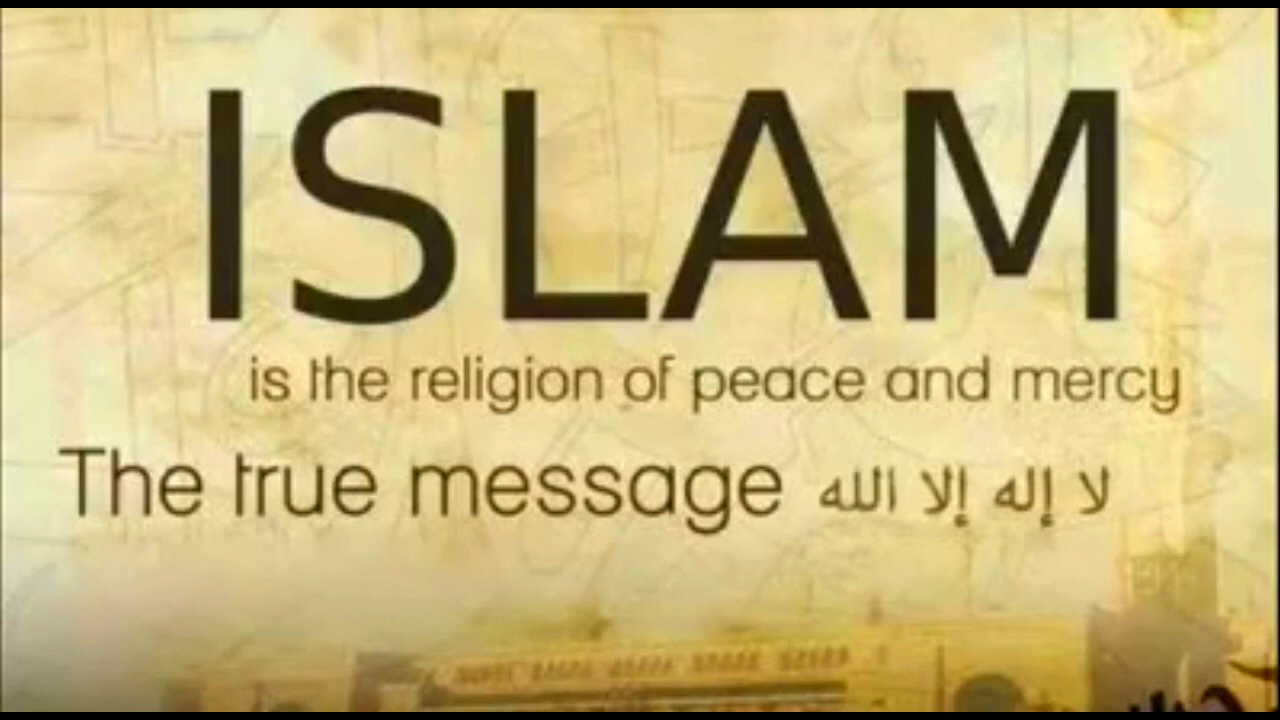 ISLAM
is the religion of peace and mercy
The true message لا إله إلا الله